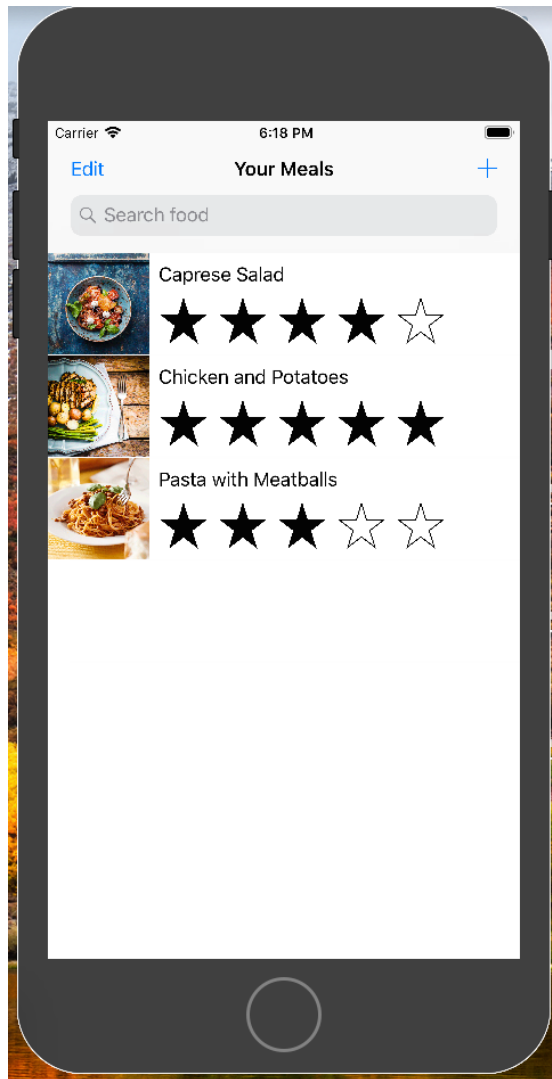 Carrier 6:18 PM
Edit Your Meals +
Search food
Caprese Salad
Chicken and Potatoes
Pasta with Meatballs